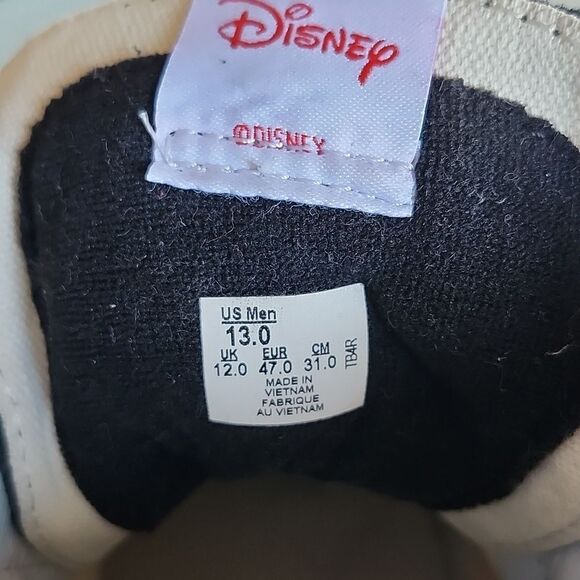 Disney
©DISNEY
US Men
13.0
UK EUR CM
12.0 47.0 31.0
MADE IN
VIETNAM
FABRIQUE
AU VIETNAM
TB4R